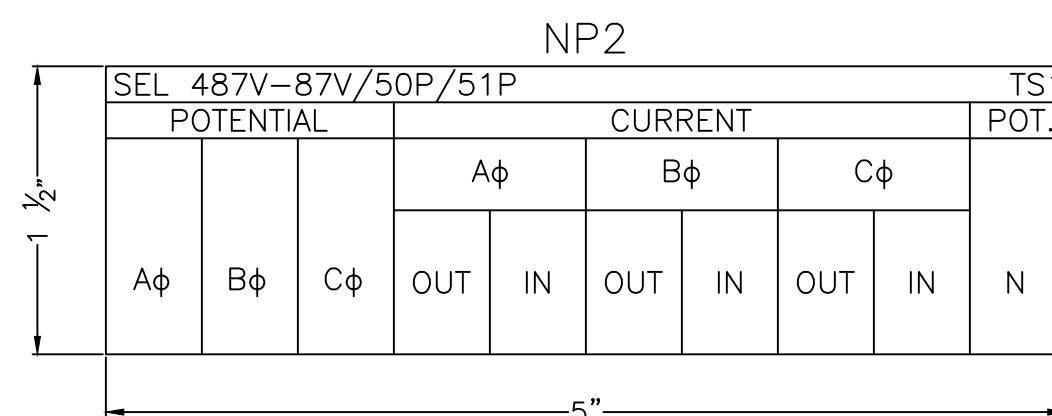 NP2
SEL 487V-87V/50P/51P TS1
POTENTIAL CURRENT POT.
Aϕ Bϕ Cϕ
1 ½"
Aϕ Bϕ Cϕ OUT IN OUT IN OUT IN N
5"